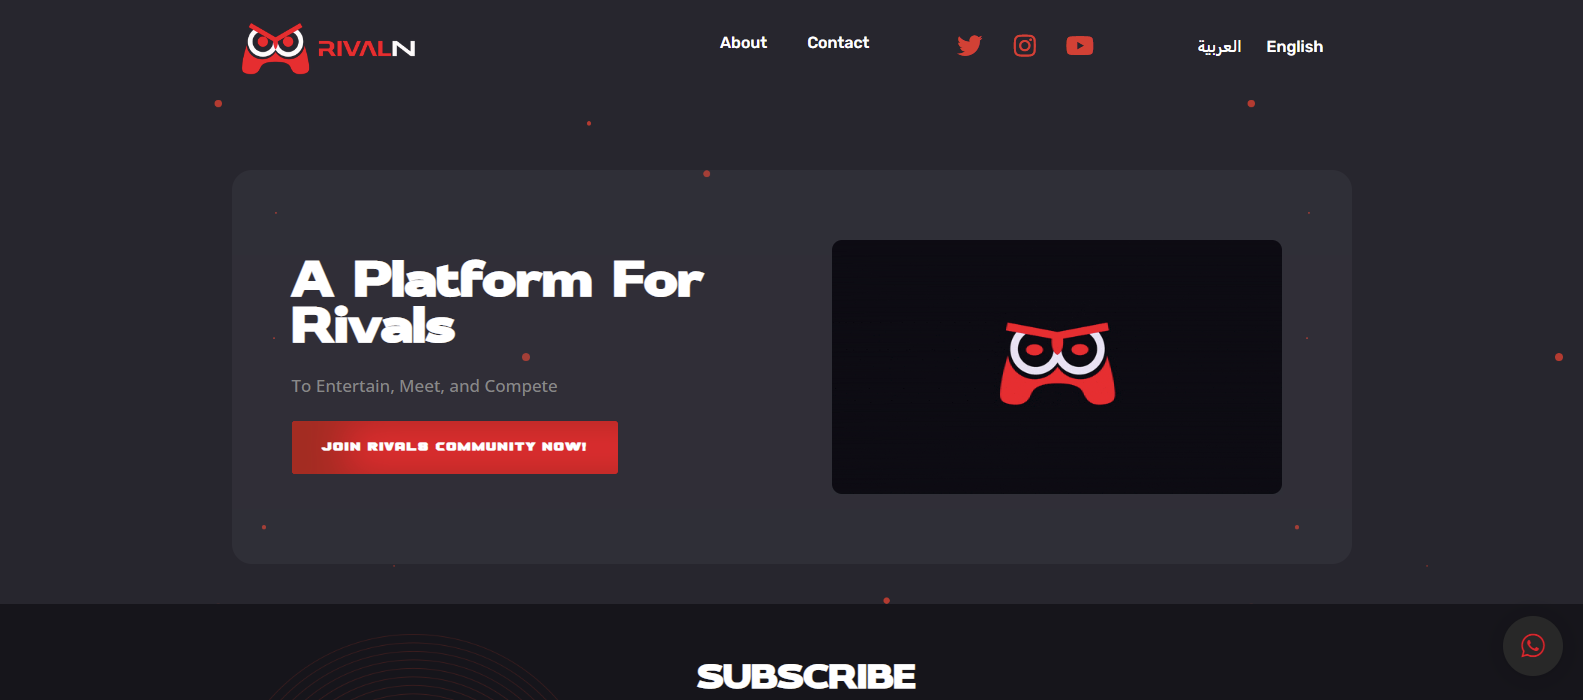 RIVALN
About
Contact
العربية
English
A Platform For
Rivals
To Entertain, Meet, and Compete
JOIN RIVALS COMMUNITY NOW!
SUBSCRIBE